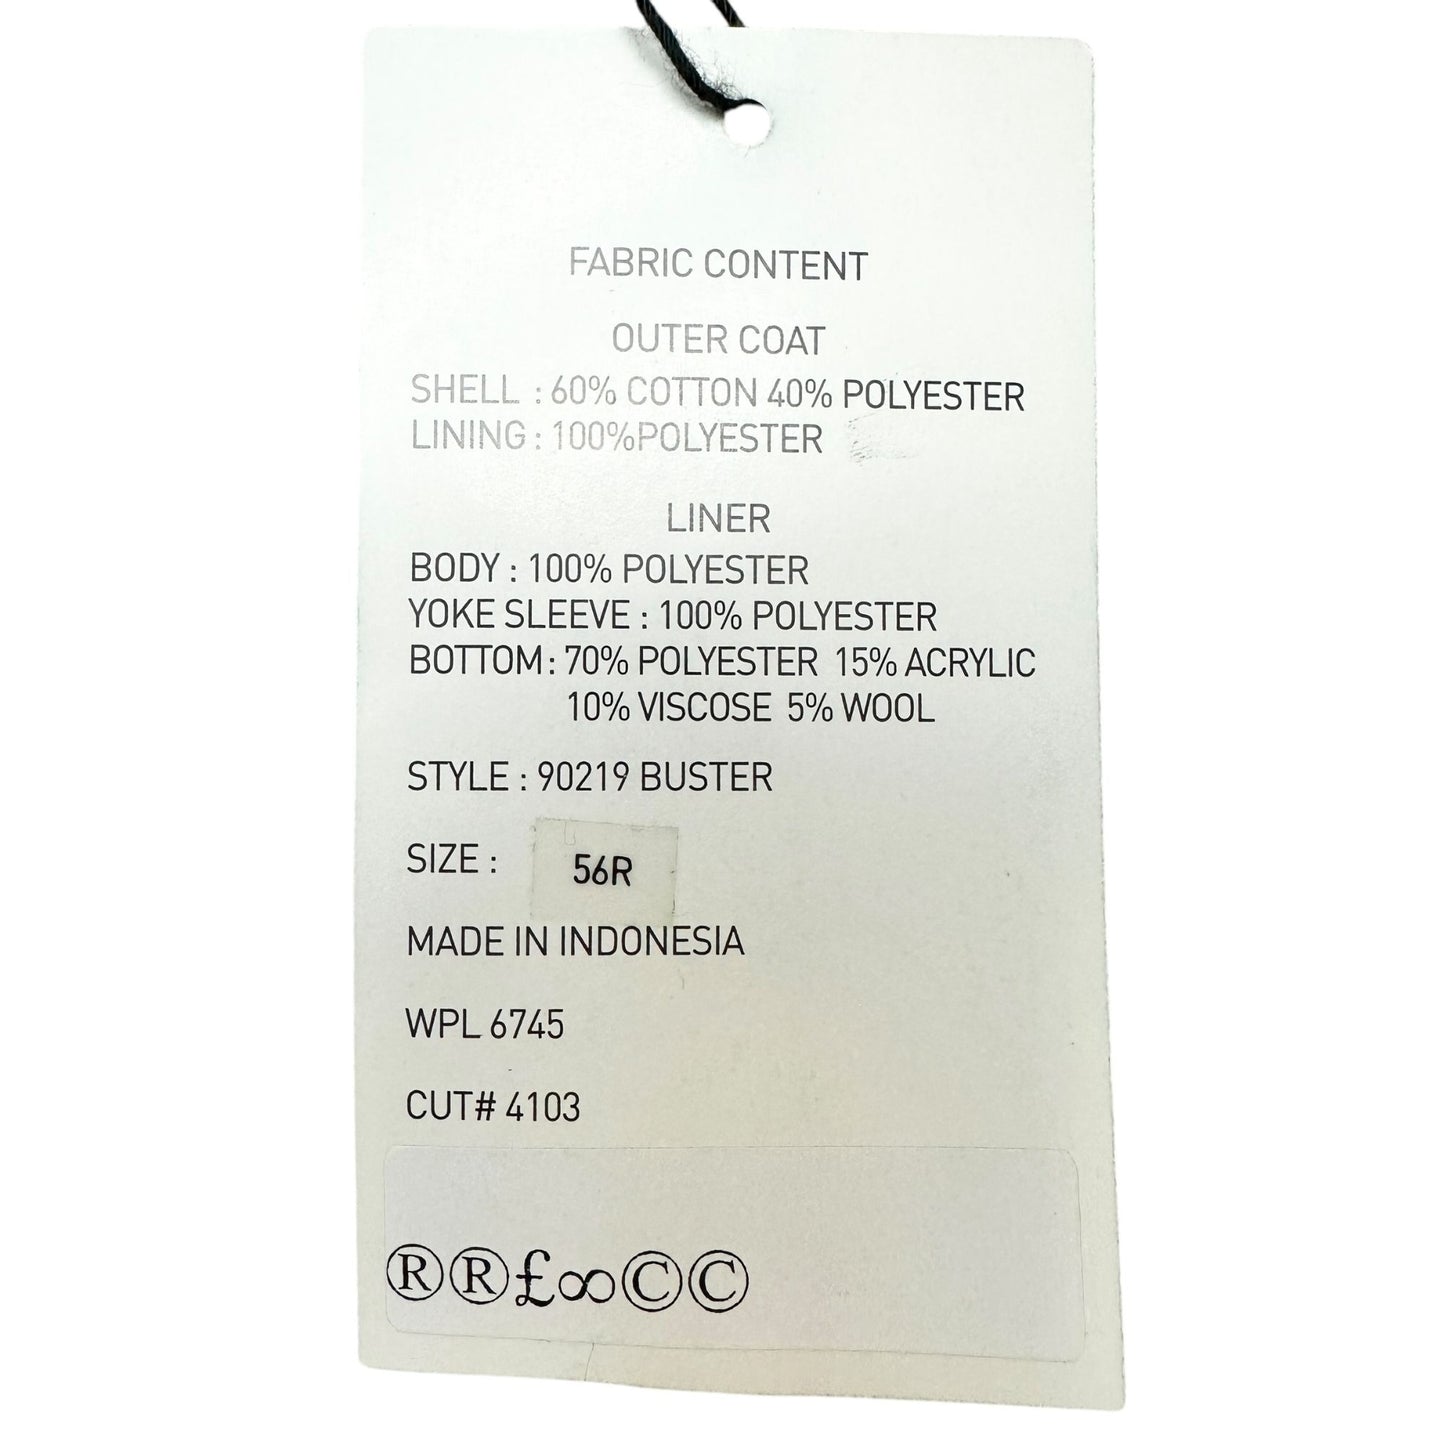 FABRIC CONTENT
OUTER COAT
SHELL : 60% COTTON 40% POLYESTER
LINING : 100%POLYESTER
LINER
BODY : 100% POLYESTER
YOKE SLEEVE : 100% POLYESTER
BOTTOM : 70% POLYESTER 15% ACRYLIC
10% VISCOSE 5% WOOL
STYLE : 90219 BUSTER
SIZE : 56R
MADE IN INDONESIA
WPL 6745
CUT# 4103
®®£∞©©